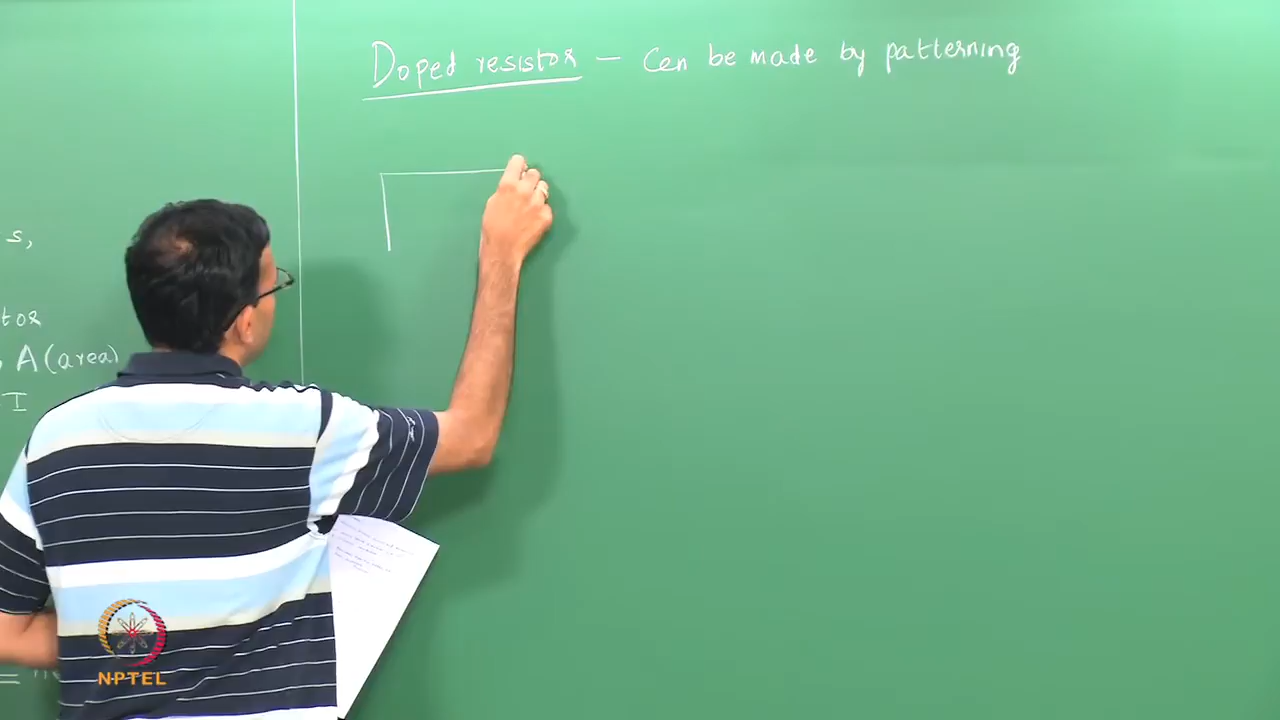 Doped resistor – Can be made by patterning
s,
tor
A (area)
I
=
NPTEL